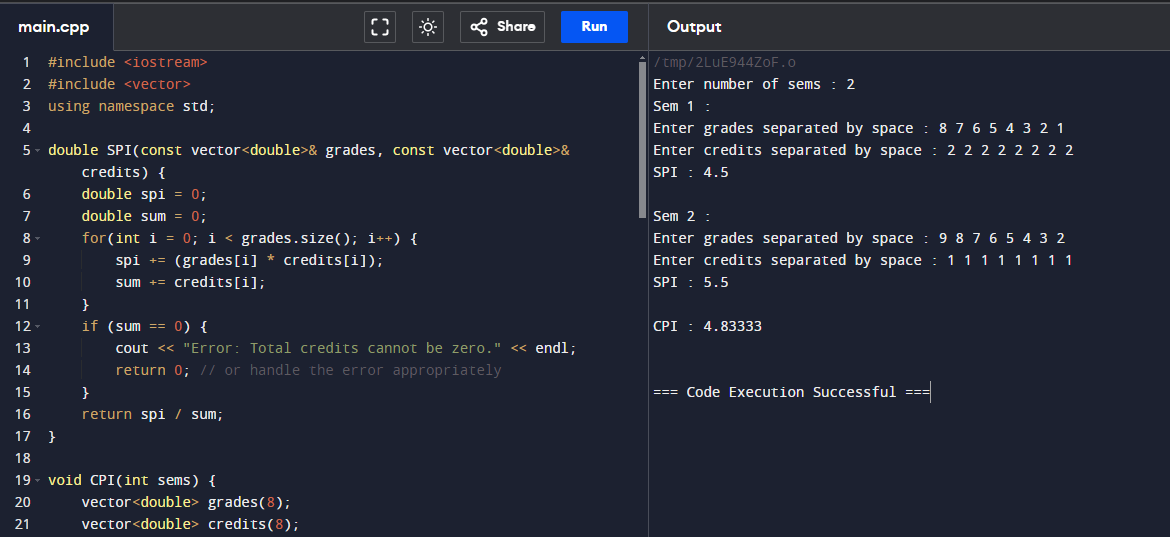 main.cpp
Share
Run
Output
1 #include <iostream>
2 #include <vector>
3 using namespace std;
4
5 double SPI(const vector<double>& grades, const vector<double>&
credits) {
6 double spi = 0;
7 double sum = 0;
8 for(int i = 0; i < grades.size(); i++) {
9 spi += (grades[i] * credits[i]);
10 sum += credits[i];
11 }
12 if (sum == 0) {
13 cout << "Error: Total credits cannot be zero." << endl;
14 return 0; // or handle the error appropriately
15 }
16 return spi / sum;
17 }
18
19 void CPI(int sems) {
20 vector<double> grades(8);
21 vector<double> credits(8);
/tmp/2LuE944ZoF.o
Enter number of sems : 2
Sem 1 :
Enter grades separated by space : 8 7 6 5 4 3 2 1
Enter credits separated by space : 2 2 2 2 2 2 2 2
SPI : 4.5
Sem 2 :
Enter grades separated by space : 9 8 7 6 5 4 3 2
Enter credits separated by space : 1 1 1 1 1 1 1 1
SPI : 5.5
CPI : 4.83333
=== Code Execution Successful ===